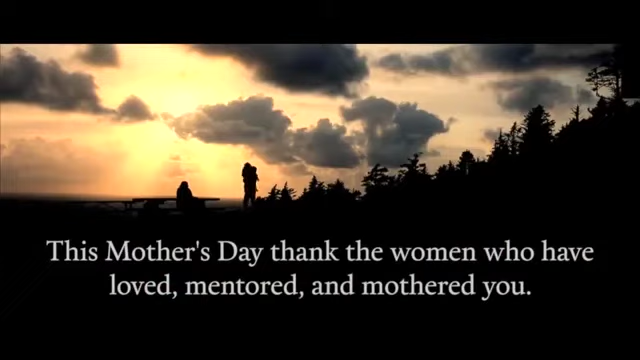 This Mother's Day thank the women who have
loved, mentored, and mothered you.